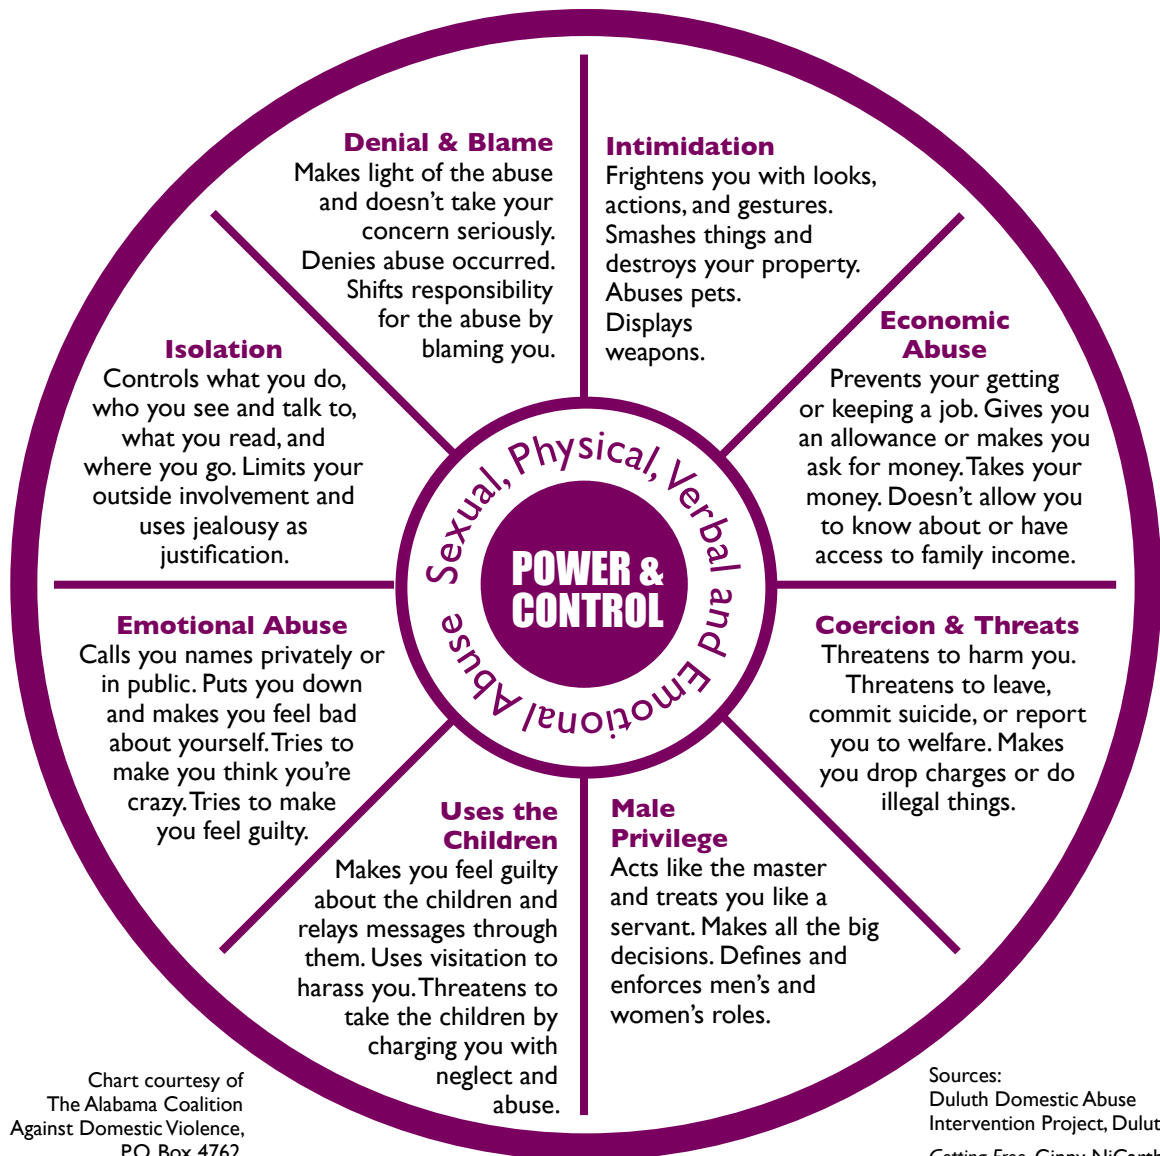 Denial & Blame
Makes light of the abuse
and doesn't take your
concern seriously.
Denies abuse occurred.
Shifts responsibility
for the abuse by
blaming you.
Intimidation
Frightens you with looks,
actions, and gestures.
Smashes things and
destroys your property.
Abuses pets.
Displays
weapons.
Economic
Abuse
Prevents your getting
or keeping a job. Gives you
an allowance or makes you
ask for money. Takes your
money. Doesn't allow you
to know about or have
access to family income.
Coercion & Threats
Threatens to harm you.
Threatens to leave,
commit suicide, or report
you to welfare. Makes
you drop charges or do
illegal things.
Male
Privilege
Acts like the master
and treats you like a
servant. Makes all the big
decisions. Defines and
enforces men's and
women's roles.
Uses the
Children
Makes you feel guilty
about the children and
relays messages through
them. Uses visitation to
harass you. Threatens to
take the children by
charging you with
neglect and
abuse.
Emotional Abuse
Calls you names privately or
in public. Puts you down
and makes you feel bad
about yourself. Tries to
make you think you're
crazy. Tries to make
you feel guilty.
Isolation
Controls what you do,
who you see and talk to,
what you read, and
where you go. Limits your
outside involvement and
uses jealousy as
justification.
Sexual, Physical, Verbal and Emotional Abuse
POWER &
CONTROL
Chart courtesy of
The Alabama Coalition
Against Domestic Violence,
P.O. Box 4762,
Sources:
Duluth Domestic Abuse
Intervention Project, Dulut
Getting Free, Ginny NiCarth